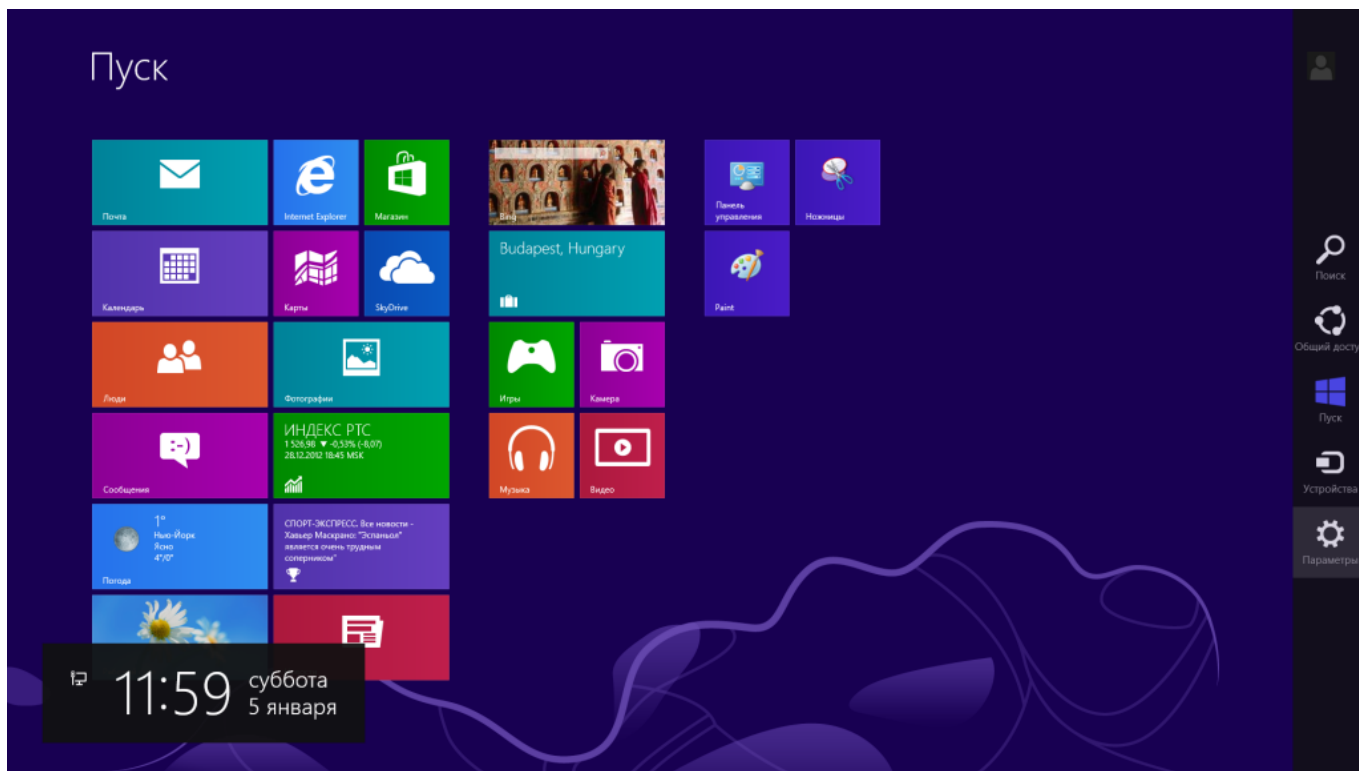 Пуск
Почта
Internet Explorer
Магазин
Календарь
Карты
SkyDrive
Люди
Фотографии
Сообщения
ИНДЕКС РТС
1 526,98 ▼ -0,53% (-8,07)
28.12.2012 18:45 MSK
1°
Нью-Йорк
Ясно
4°/0°
Погода
СПОРТ-ЭКСПРЕСС. Все новости -
Хавьер Маскрано: "Эспаньол"
является очень трудным
соперником"
Bing
Budapest, Hungary
Игры
Камера
Музыка
Видео
Панель
управления
Ножницы
Paint
Поиск
Общий досту
Пуск
Устройства
Параметры
11:59
суббота
5 января